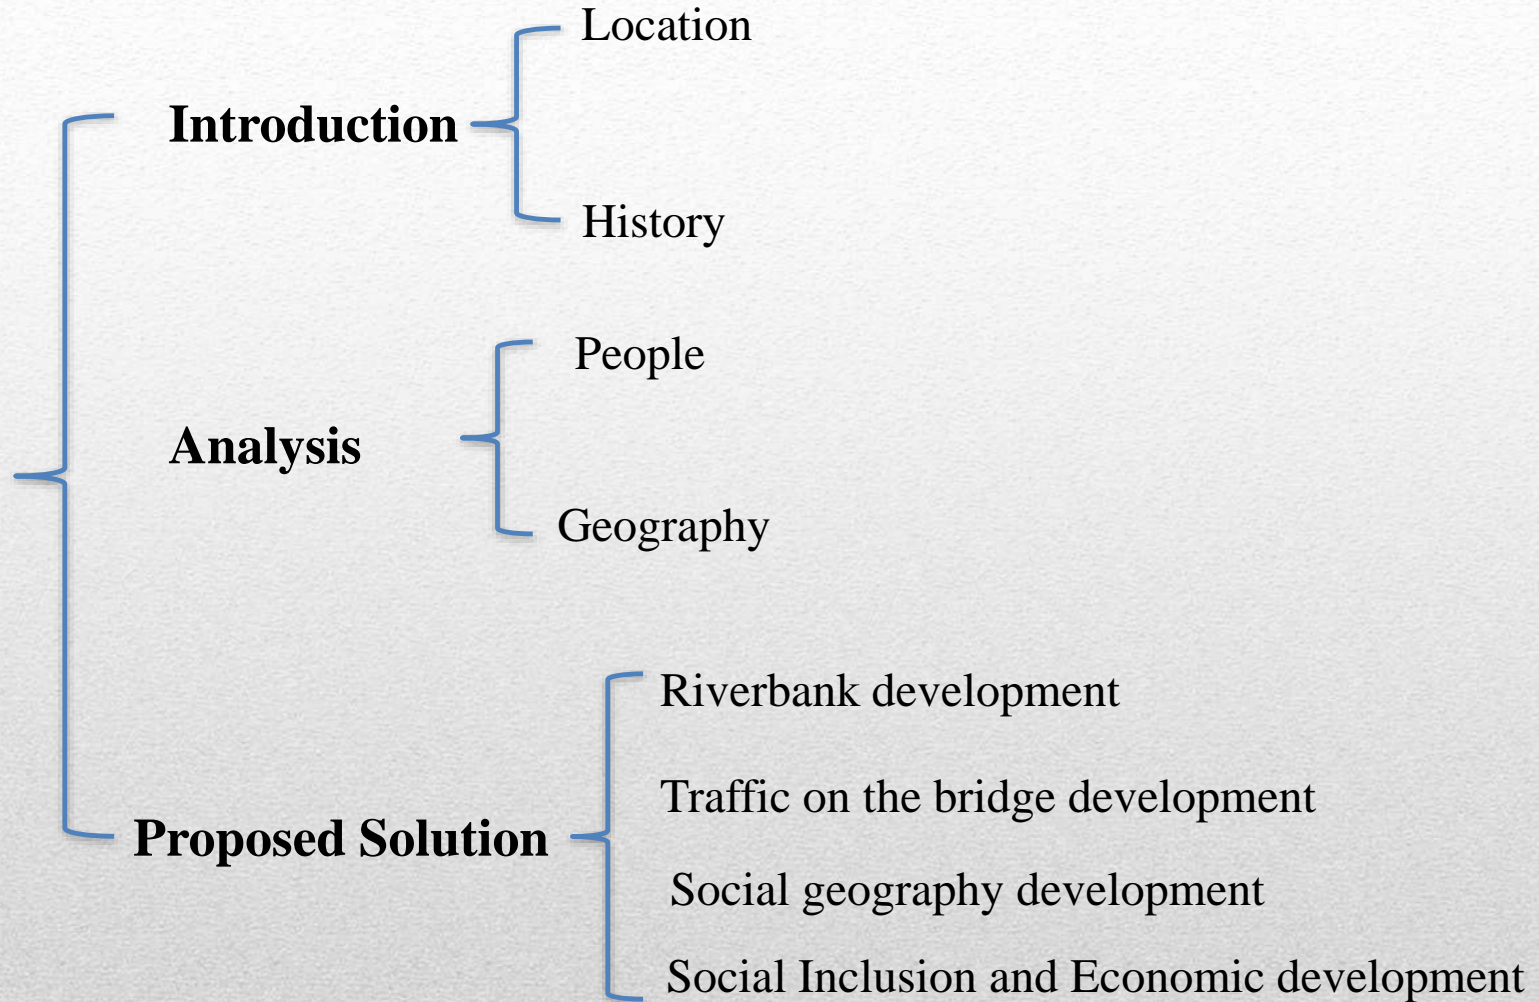 Location
Introduction
History
People
Analysis
Geography
Riverbank development
Traffic on the bridge development
Proposed Solution
Social geography development
Social Inclusion and Economic development